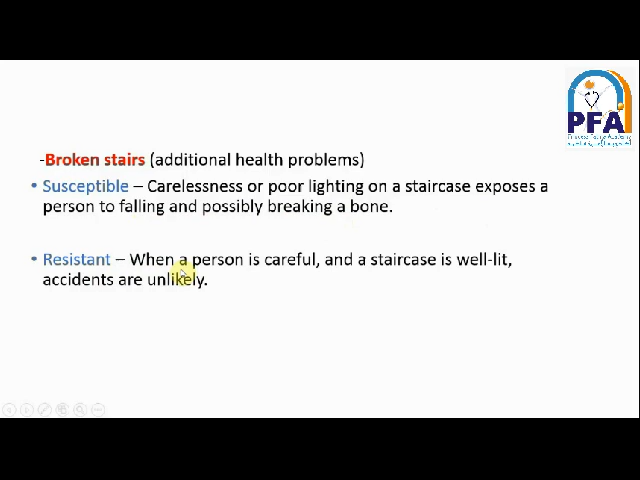 PFA
-Broken stairs (additional health problems)
• Susceptible – Carelessness or poor lighting on a staircase exposes a
person to falling and possibly breaking a bone.
• Resistant – When a person is careful, and a staircase is well-lit,
accidents are unlikely.